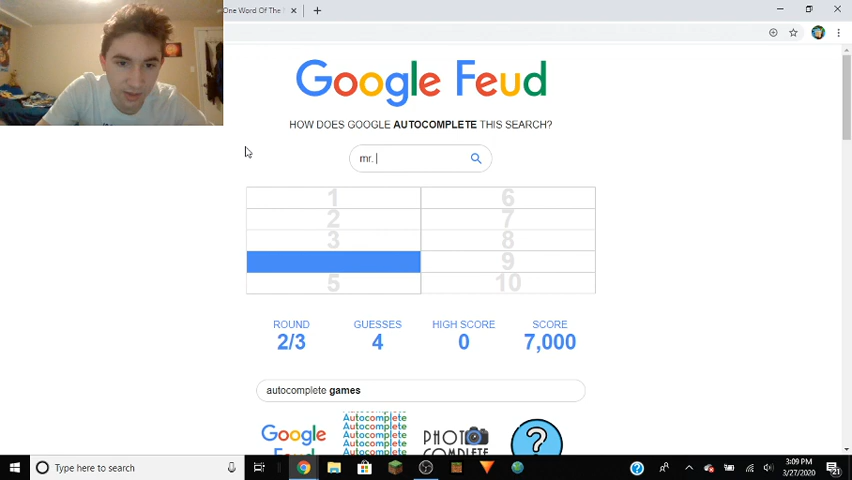 One Word Of The
Google Feud
HOW DOES GOOGLE AUTOCOMPLETE THIS SEARCH?
mr.
1 6
2 7
3 8
9
5 10
ROUND GUESSES HIGH SCORE SCORE
2/3 4 0 7,000
autocomplete games
Google
Feud
Autocomplete
Autocomplete
Autocomplete
Autocomplete
PHOTO
COMPLETE
?
Type here to search
3:09 PM
3/27/2020
21